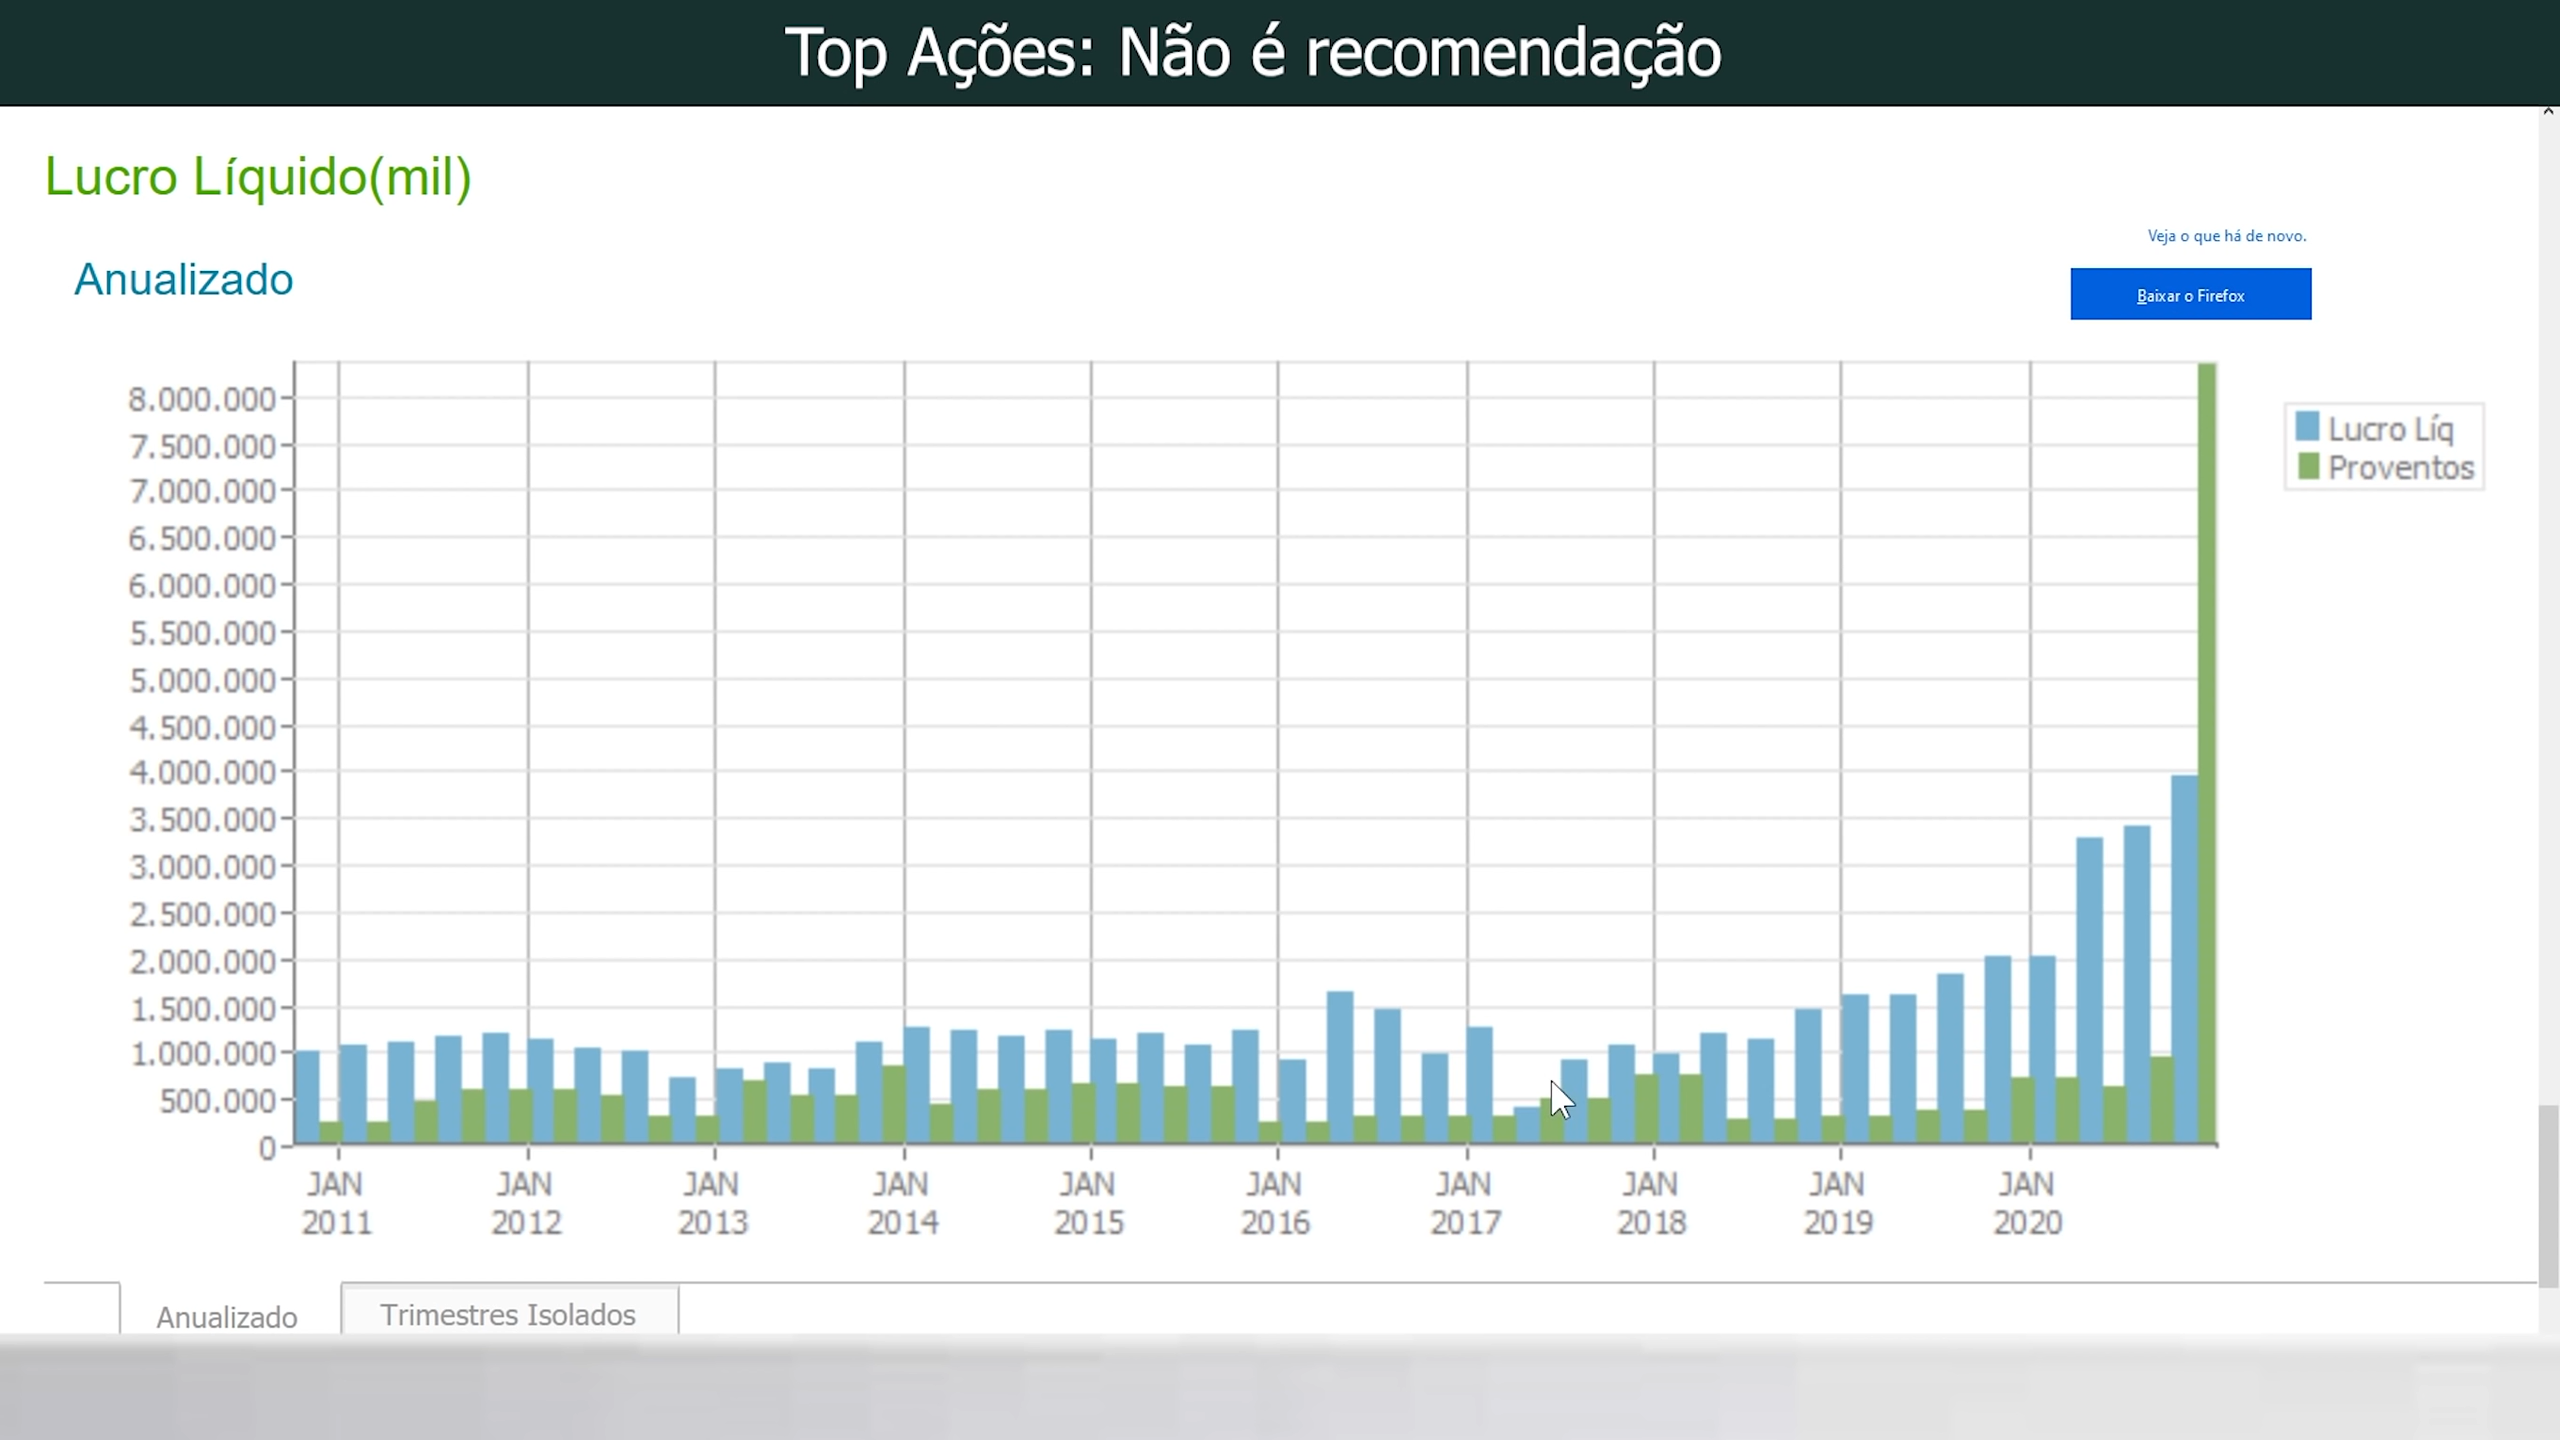 Top Ações: Não é recomendação
Lucro Líquido(mil)
Veja o que há de novo.
Anualizado
Baixar o Firefox
8.000.000
7.500.000
7.000.000
6.500.000
6.000.000
5.500.000
5.000.000
4.500.000
4.000.000
3.500.000
3.000.000
2.500.000
2.000.000
1.500.000
1.000.000
500.000
0
Lucro Líq
Proventos
JAN 2011
JAN 2012
JAN 2013
JAN 2014
JAN 2015
JAN 2016
JAN 2017
JAN 2018
JAN 2019
JAN 2020
Anualizado
Trimestres Isolados